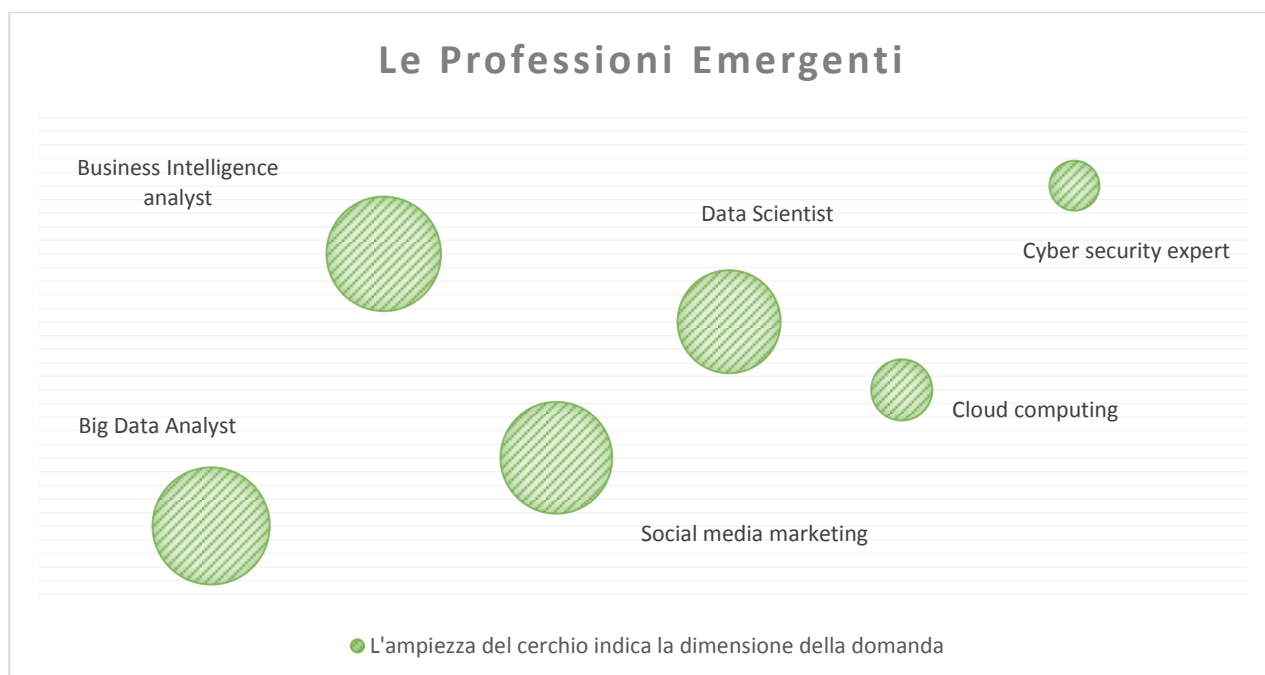 Le Professioni Emergenti
Business Intelligence
analyst
Data Scientist
Cyber security expert
Big Data Analyst
Cloud computing
Social media marketing
L'ampiezza del cerchio indica la dimensione della domanda